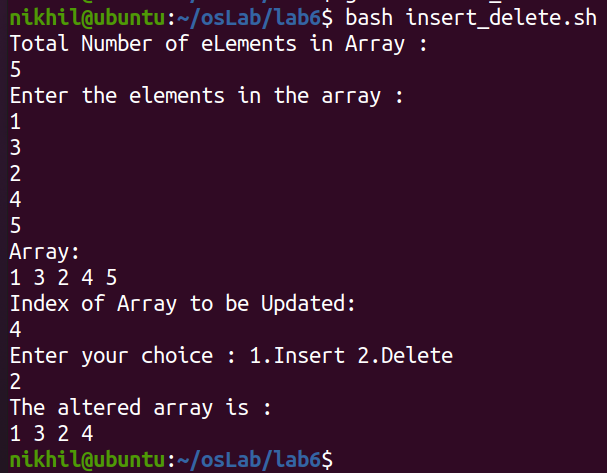 nikhil@ubuntu:~/osLab/lab6$ bash insert_delete.sh
Total Number of eLements in Array :
5
Enter the elements in the array :
1
3
2
4
5
Array:
1 3 2 4 5
Index of Array to be Updated:
4
Enter your choice : 1.Insert 2.Delete
2
The altered array is :
1 3 2 4
nikhil@ubuntu:~/osLab/lab6$